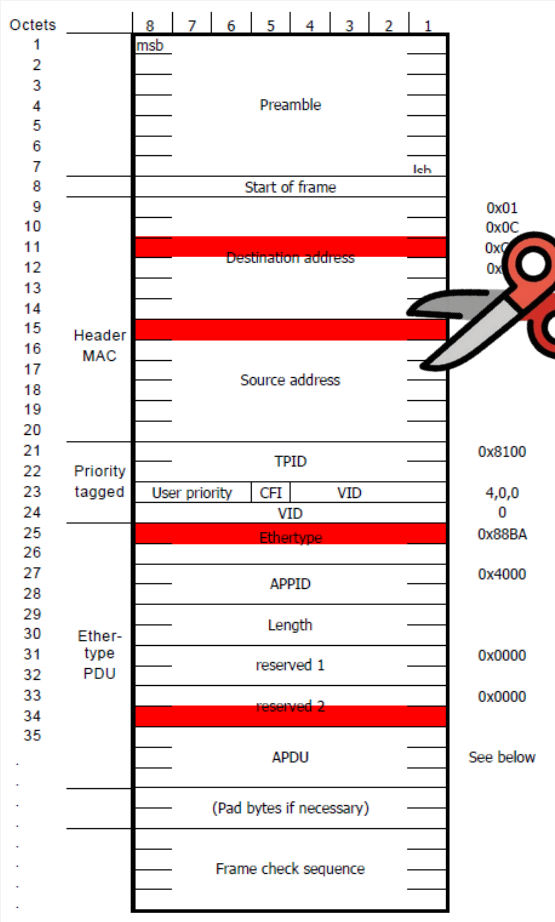 Octets 8 7 6 5 4 3 2 1
1 msb
2
3
4 Preamble
5
6
7
8 Start of frame
9 0x01
10 0x0C
11
12 Destination address
13
14
15
Header
MAC
16
17
18 Source address
19
20
21 0x8100
TPID
22
Priority
tagged
23 User priority CFI VID 4,0,0
24 VID 0
25 Ethertype 0x88BA
26
27 0x4000
APPID
28
29
Length
30
Ether-
type
PDU
31 0x0000
reserved 1
32
33 0x0000
reserved 2
34
35
. APDU See below
.
. (Pad bytes if necessary)
.
.
. Frame check sequence
.
.